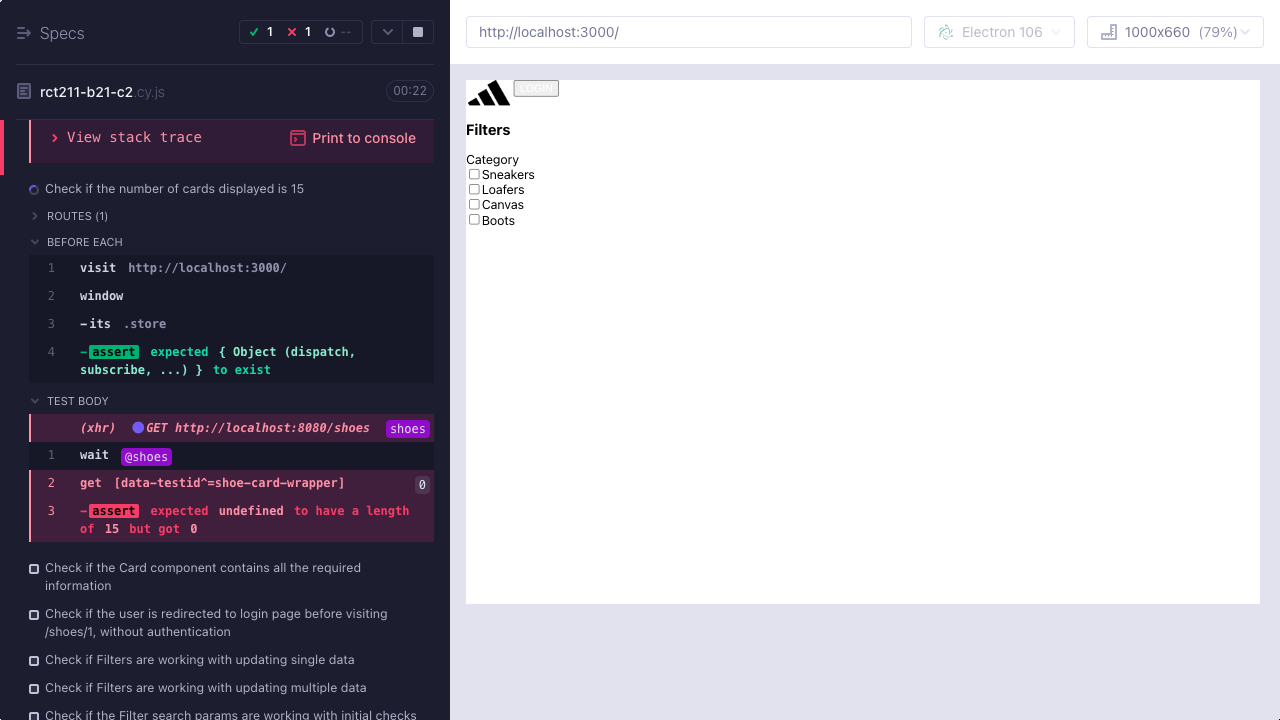 Specs
1
1
--
rct211-b21-c2.cy.js
00:22
View stack trace
Print to console
Check if the number of cards displayed is 15
ROUTES (1)
BEFORE EACH
1 visit http://localhost:3000/
2 window
3 -its .store
4 -assert expected { Object (dispatch,
subscribe, ...) } to exist
TEST BODY
(xhr) GET http://localhost:8080/shoes shoes
1 wait @shoes
2 get [data-testid^=shoe-card-wrapper] 0
3 -assert expected undefined to have a length
of 15 but got 0
Check if the Card component contains all the required
information
Check if the user is redirected to login page before visiting
/shoes/1, without authentication
Check if Filters are working with updating single data
Check if Filters are working with updating multiple data
Check if the Filter search params are working with initial checks
http://localhost:3000/
Electron 106
1000x660 (79%)
LOGIN
Filters
Category
Sneakers
Loafers
Canvas
Boots